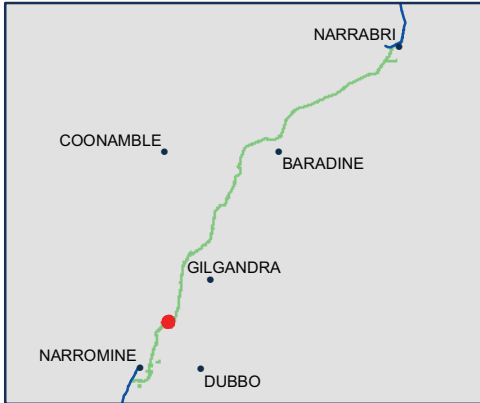 NARRABRI
COONAMBLE
BARADINE
GILGANDRA
NARROMINE
DUBBO